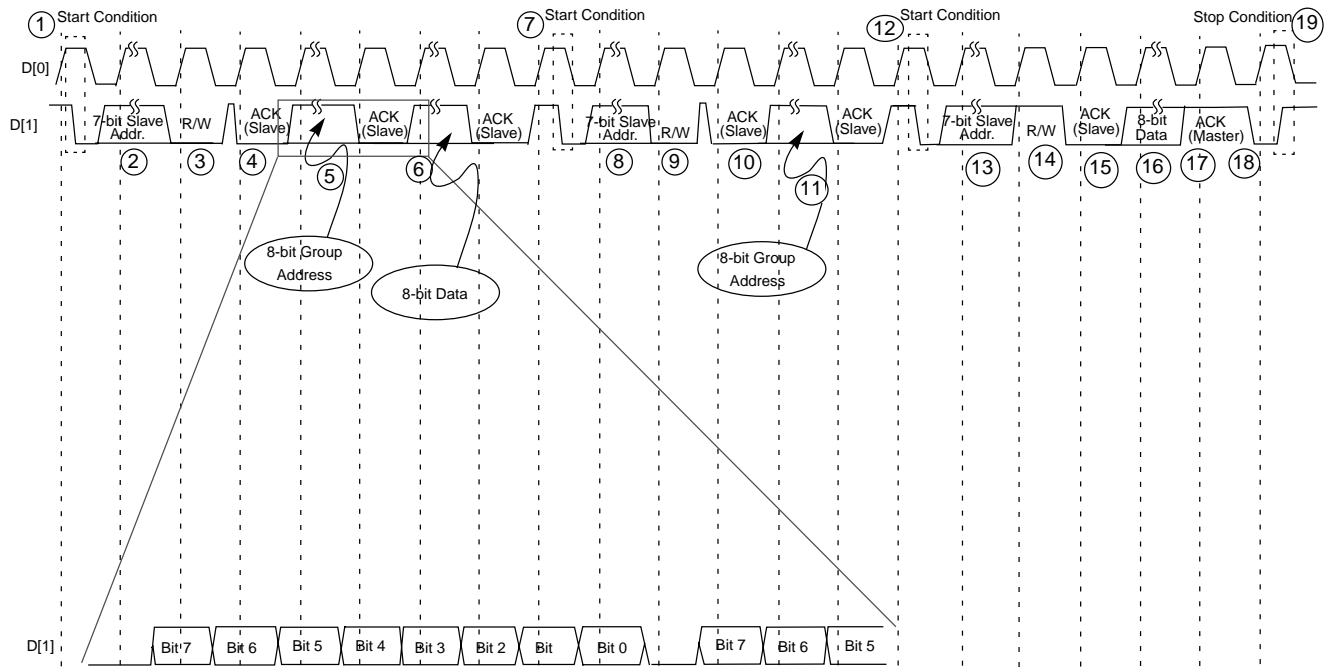 1 Start Condition 7 Start Condition 12 Start Condition Stop Condition 19
D[0]
D[1]
7-bit Slave
Addr.
R/W
ACK
(Slave)
ACK
(Slave)
ACK
(Slave)
7-bit Slave
Addr.
R/W
ACK
(Slave)
ACK
(Slave)
7-bit Slave
Addr.
R/W
ACK
(Slave)
8-bit
Data
ACK
(Master)
2 3 4 5 6 8 9 10 11 13 14 15 16 17 18
8-bit Group
Address
8-bit Data
8-bit Group
Address
D[1] Bit 7 Bit 6 Bit 5 Bit 4 Bit 3 Bit 2 Bit Bit 0 Bit 7 Bit 6 Bit 5